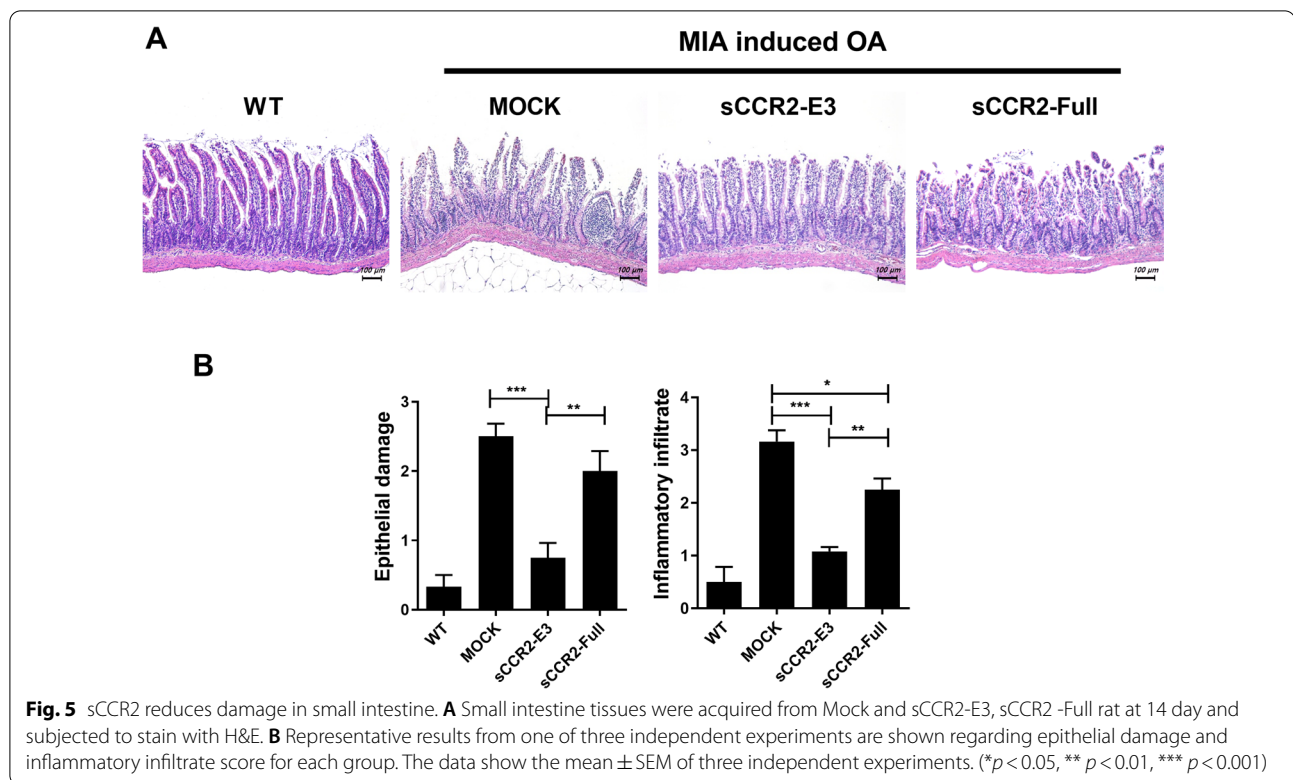 A
MIA induced OA
WT
MOCK
sCCR2-E3
sCCR2-Full
100 µm
100 µm
100 µm
100 µm
B
Epithelial damage
3
2
1
0
***
**
WT
MOCK
sCCR2-E3
sCCR2-Full
Inflammatory infiltrate
4
3
2
1
0
*
***
**
WT
MOCK
sCCR2-E3
sCCR2-Full
Fig. 5 sCCR2 reduces damage in small intestine. A Small intestine tissues were acquired from Mock and sCCR2-E3, sCCR2 -Full rat at 14 day and
subjected to stain with H&E. B Representative results from one of three independent experiments are shown regarding epithelial damage and
inflammatory infiltrate score for each group. The data show the mean ± SEM of three independent experiments. (*p < 0.05, ** p < 0.01, *** p < 0.001)